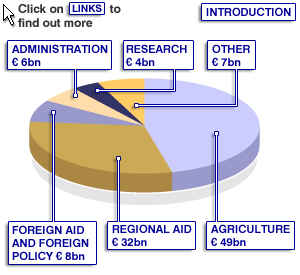 Click on LINKS to
find out more
INTRODUCTION
ADMINISTRATION
€ 6bn
RESEARCH
€ 4bn
OTHER
€ 7bn
FOREIGN AID
AND FOREIGN
POLICY € 8bn
REGIONAL AID
€ 32bn
AGRICULTURE
€ 49bn